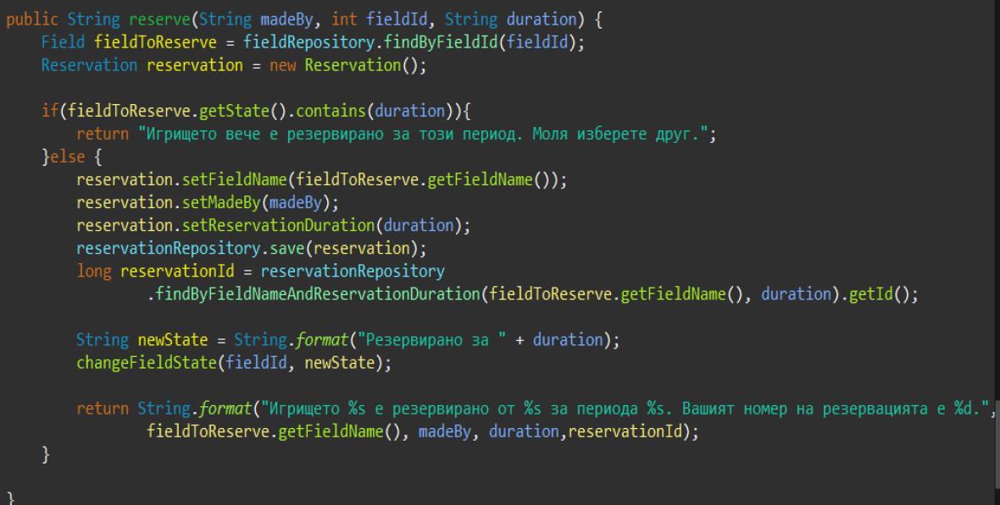 public String reserve(String madeBy, int fieldId, String duration) {
Field fieldToReserve = fieldRepository.findByFieldId(fieldId);
Reservation reservation = new Reservation();
if(fieldToReserve.getState().contains(duration)){
return "Игрището вече е резервирано за този период. Моля изберете друг.";
}else {
reservation.setFieldName(fieldToReserve.getFieldName());
reservation.setMadeBy(madeBy);
reservation.setReservationDuration(duration);
reservationRepository.save(reservation);
long reservationId = reservationRepository
.findByFieldNameAndReservationDuration(fieldToReserve.getFieldName(), duration).getId();
String newState = String.format("Резервирано за " + duration);
changeFieldState(fieldId, newState);
return String.format("Игрището %s е резервирано от %s за периода %s. Вашият номер на резервацията е %d.",
fieldToReserve.getFieldName(), madeBy, duration,reservationId);
}
}